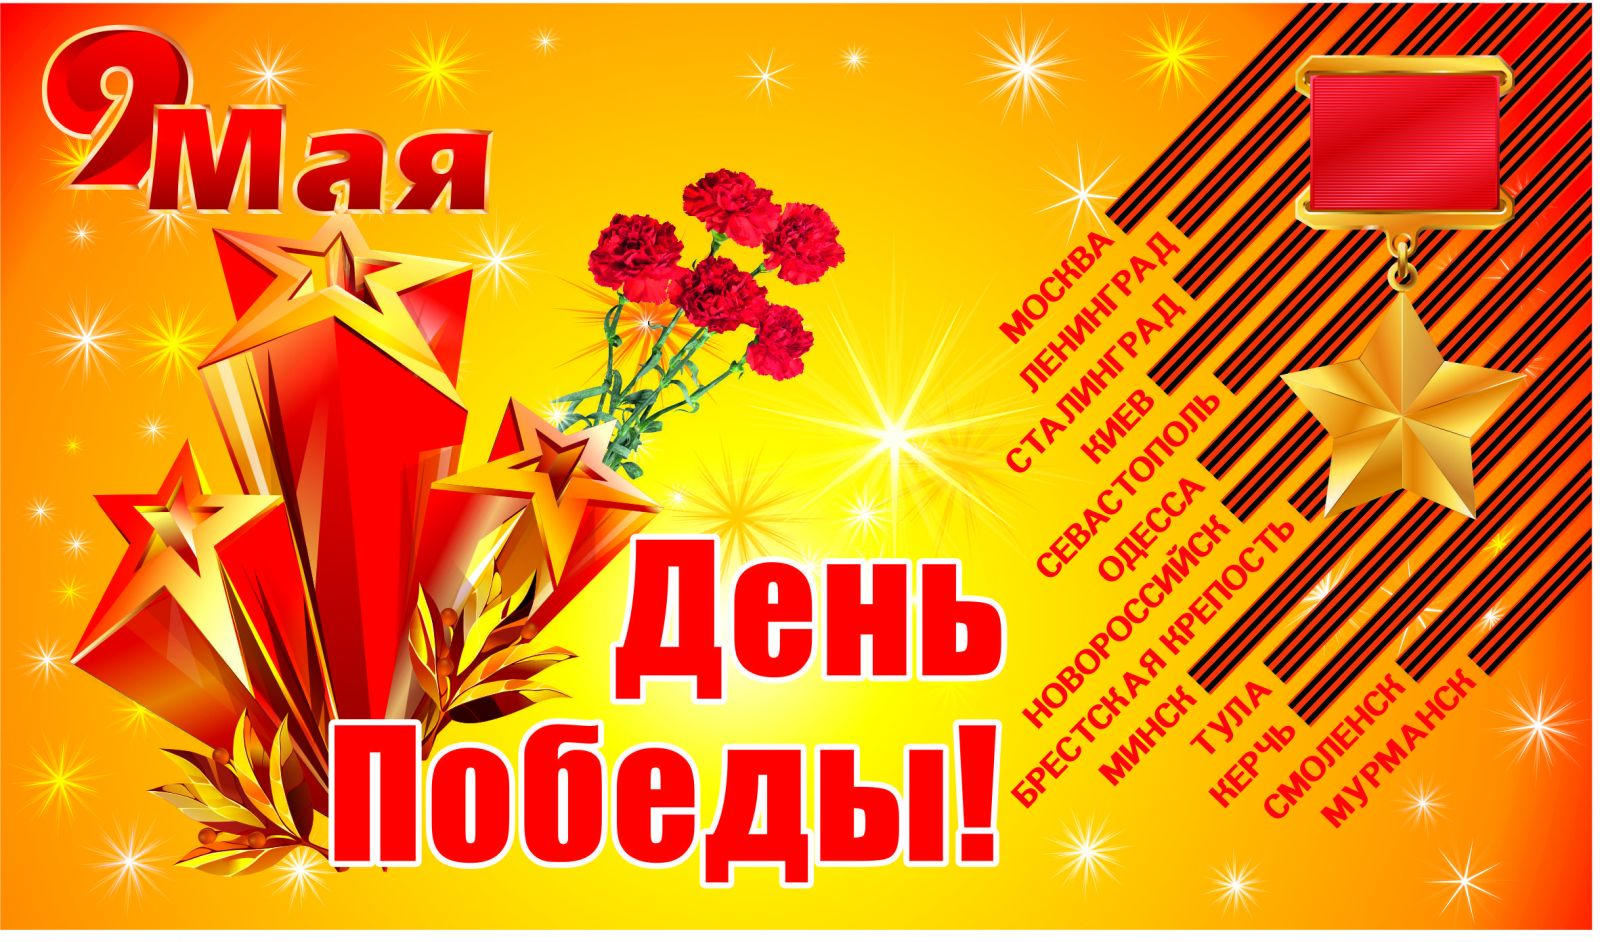 9 Мая
День
Победы!
МОСКВА
ЛЕНИНГРАД
СТАЛИНГРАД
КИЕВ
СЕВАСТОПОЛЬ
ОДЕССА
НОВОРОССИЙСК
БРЕСТСКАЯ КРЕПОСТЬ
МИНСК
ТУЛА
КЕРЧЬ
СМОЛЕНСК
МУРМАНСК